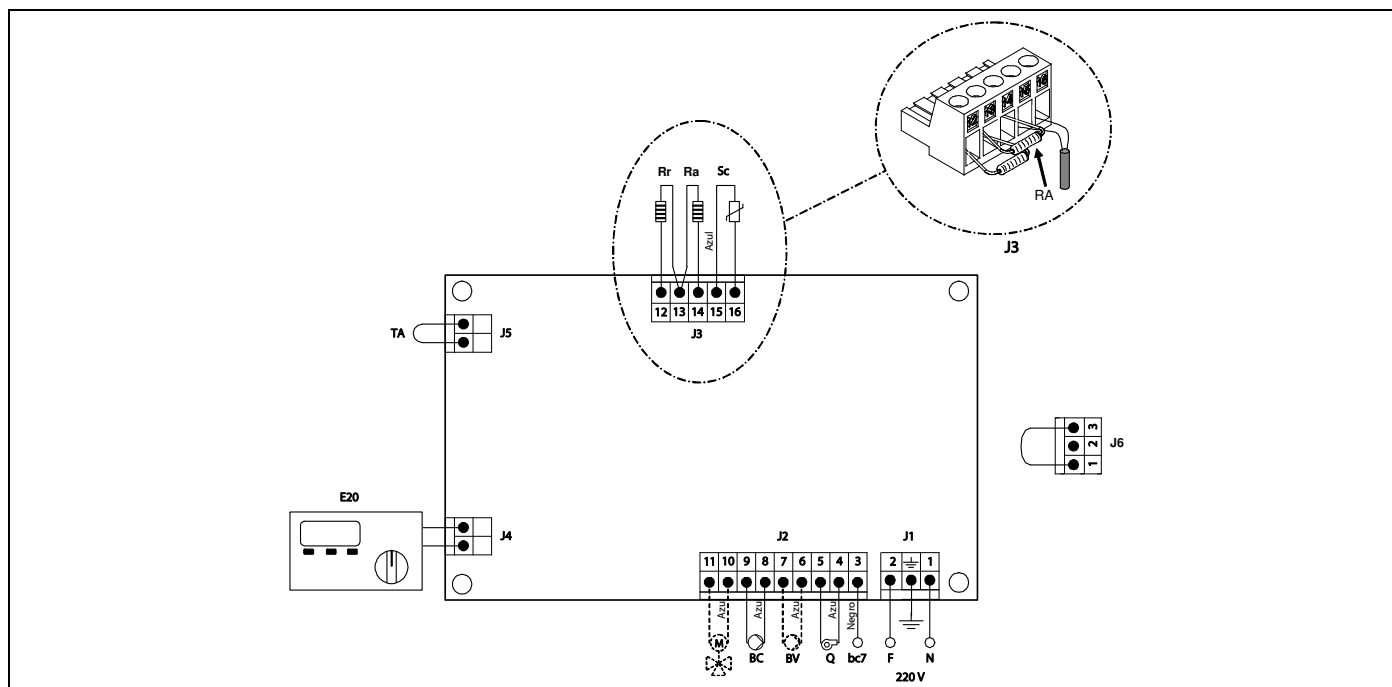 RA
J3
Rr Ra Sc
Azul
12 13 14 15 16
J3
TA
J5
3
2
1
J6
E20
J4
J2
J1
11 10 9 8 7 6 5 4 3
2 1
Azul
Azul
Azul
Azul
Negro
M
BC BV Q bc7 F N
220 V